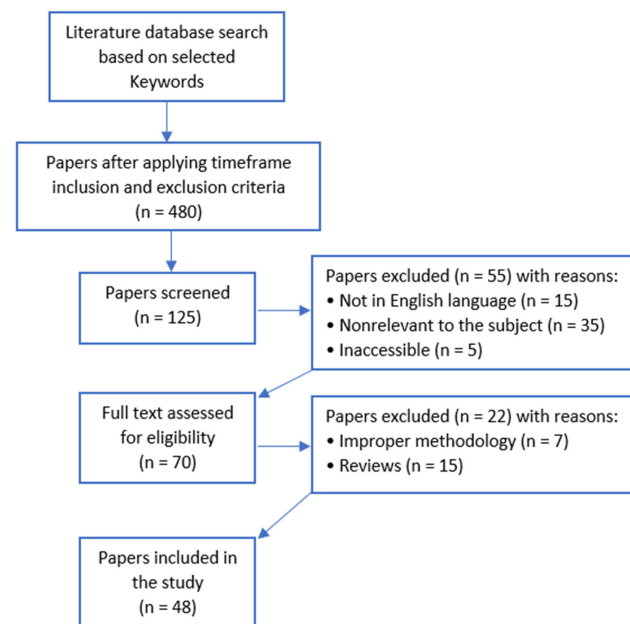 Literature database search
based on selected
Keywords
Papers after applying timeframe
inclusion and exclusion criteria
(n = 480)
Papers screened
(n = 125)
Papers excluded (n = 55) with reasons:
• Not in English language (n = 15)
• Nonrelevant to the subject (n = 35)
• Inaccessible (n = 5)
Full text assessed
for eligibility
(n = 70)
Papers excluded (n = 22) with reasons:
• Improper methodology (n = 7)
• Reviews (n = 15)
Papers included in
the study
(n = 48)